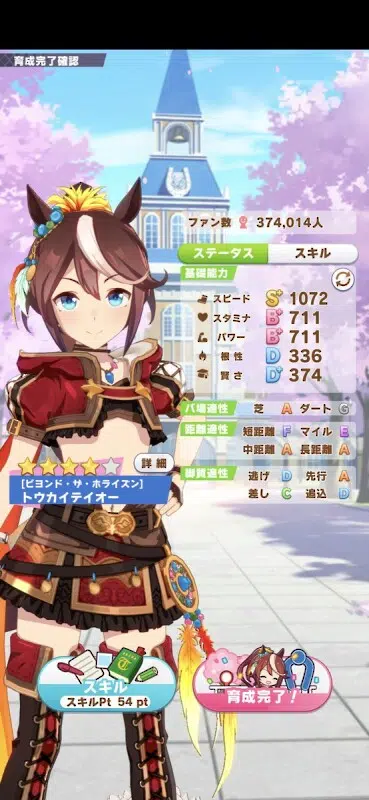 育成完了確認
ファン数 374,014人
ステータス スキル
基礎能力
スピード S+ 1072
スタミナ B+ 711
パワー B+ 711
根性 D 336
賢さ D+ 374
バ場適性 芝 A ダート G
距離適性 短距離 F マイル E
中距離 A 長距離 A
脚質適性 逃げ D 先行 A
差し C 追込 D
詳細
[ビヨンド・ザ・ホライズン]
トウカイテイオー
スキル
スキルPt 54 pt
育成完了!